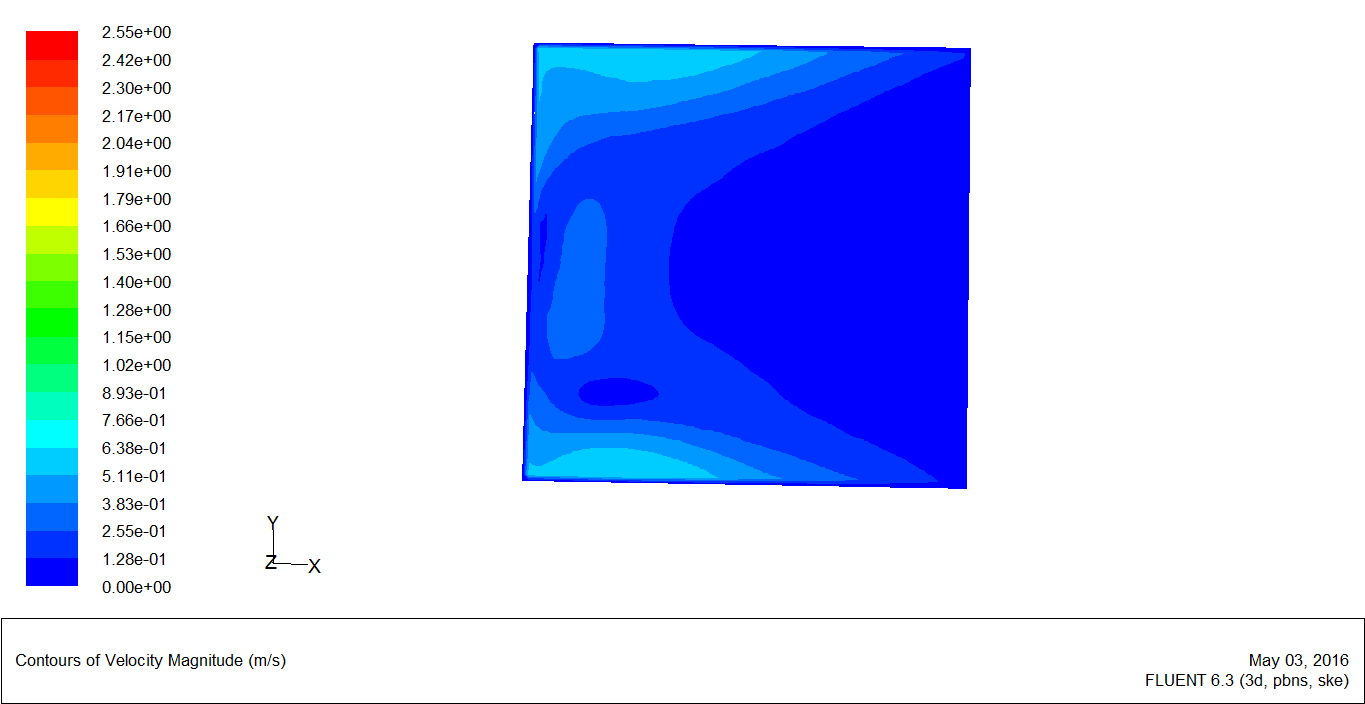 2.55e+00
2.42e+00
2.30e+00
2.17e+00
2.04e+00
1.91e+00
1.79e+00
1.66e+00
1.53e+00
1.40e+00
1.28e+00
1.15e+00
1.02e+00
8.93e-01
7.66e-01
6.38e-01
5.11e-01
3.83e-01
2.55e-01
1.28e-01
0.00e+00
Y
Z X
Contours of Velocity Magnitude (m/s)
May 03, 2016
FLUENT 6.3 (3d, pbns, ske)